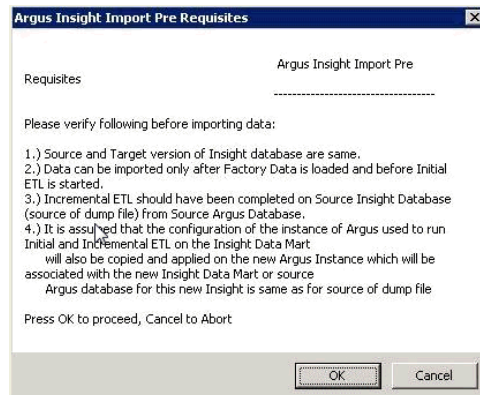 Argus Insight Import Pre Requisites
Argus Insight Import Pre
Requisites
-----------------------------------
Please verify following before importing data:
1.) Source and Target version of Insight database are same.
2.) Data can be imported only after Factory Data is loaded and before Initial
ETL is started.
3.) Incremental ETL should have been completed on Source Insight Database
(source of dump file) from Source Argus Database.
4.) It is assumed that the configuration of the instance of Argus used to run
Initial and Incremental ETL on the Insight Data Mart
will also be copied and applied on the new Argus Instance which will be
associated with the new Insight Data Mart or source
Argus database for this new Insight is same as for source of dump file
Press OK to proceed, Cancel to Abort
OK
Cancel